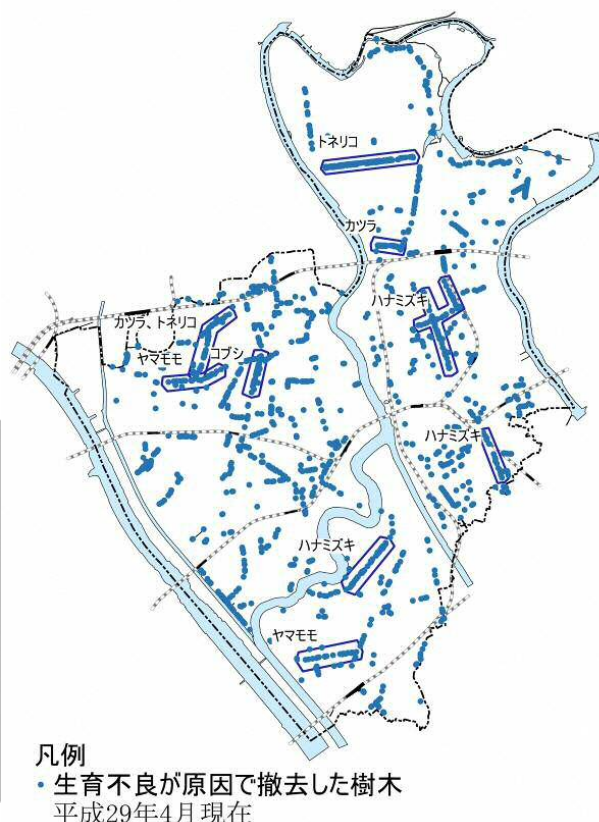 トネリコ
カツラ
ハナミズキ
カツラ、トネリコ
ヤマモモ
コブシ
ハナミズキ
ハナミズキ
ヤマモモ
凡例
・生育不良が原因で撤去した樹木
平成29年4月現在